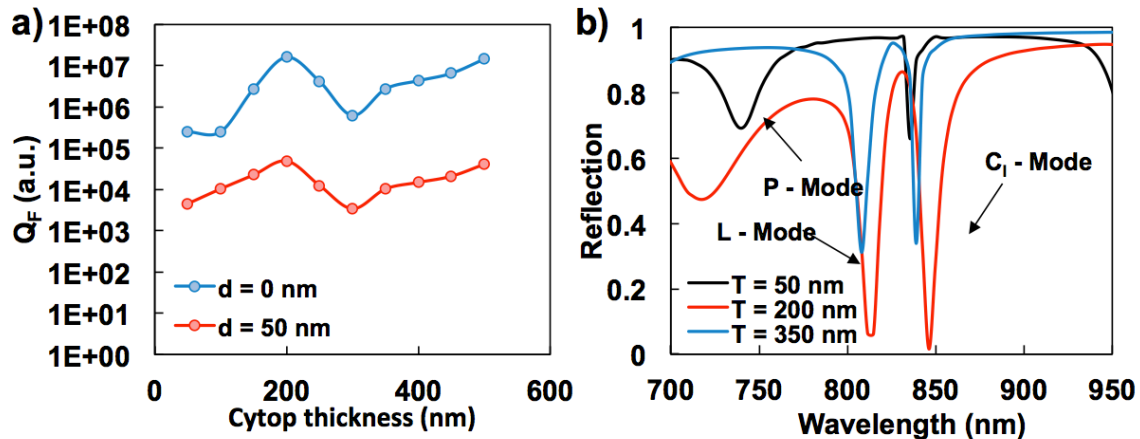 a)
1E+08
1E+07
1E+06
1E+05
1E+04
1E+03
1E+02
1E+01
1E+00
Q_F (a.u.)
d = 0 nm
d = 50 nm
0 200 400 600
Cytop thickness (nm)
b)
1
0.8
0.6
0.4
0.2
0
Reflection
P - Mode
C_I - Mode
L - Mode
T = 50 nm
T = 200 nm
T = 350 nm
700 750 800 850 900 950
Wavelength (nm)